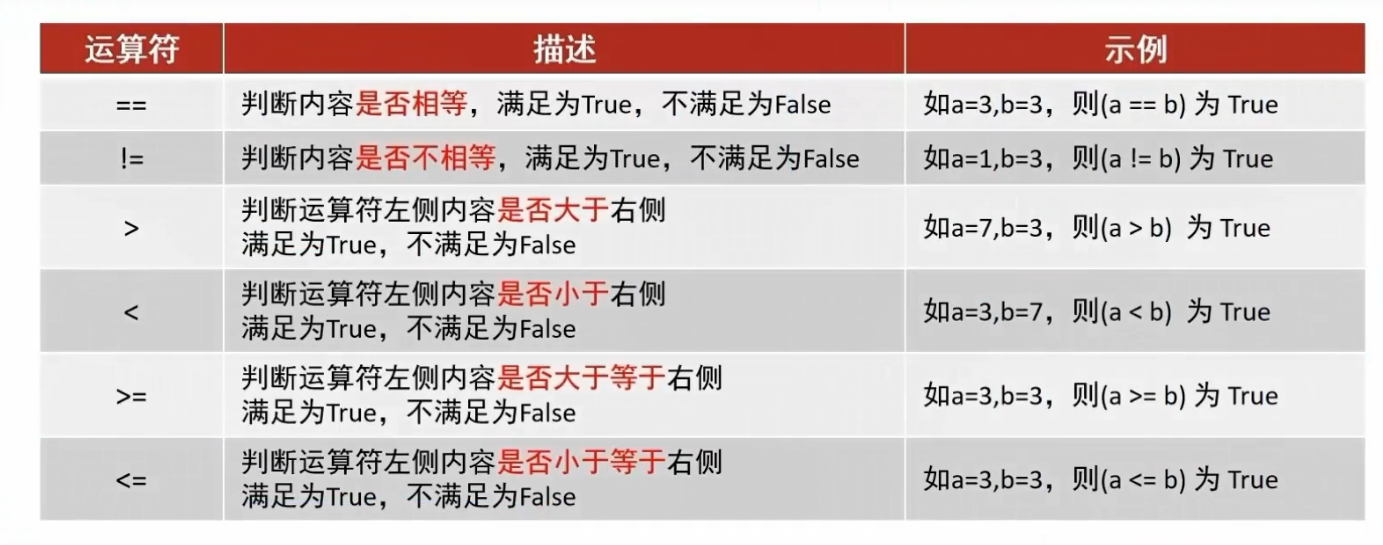 运算符 描述 示例
== 判断内容是否相等，满足为True，不满足为False 如a=3,b=3，则(a == b) 为 True
!= 判断内容是否不相等，满足为True，不满足为False 如a=1,b=3，则(a != b) 为 True
> 判断运算符左侧内容是否大于右侧
满足为True，不满足为False 如a=7,b=3，则(a > b) 为 True
< 判断运算符左侧内容是否小于右侧
满足为True，不满足为False 如a=3,b=7，则(a < b) 为 True
>= 判断运算符左侧内容是否大于等于右侧
满足为True，不满足为False 如a=3,b=3，则(a >= b) 为 True
<= 判断运算符左侧内容是否小于等于右侧
满足为True，不满足为False 如a=3,b=3，则(a <= b) 为 True